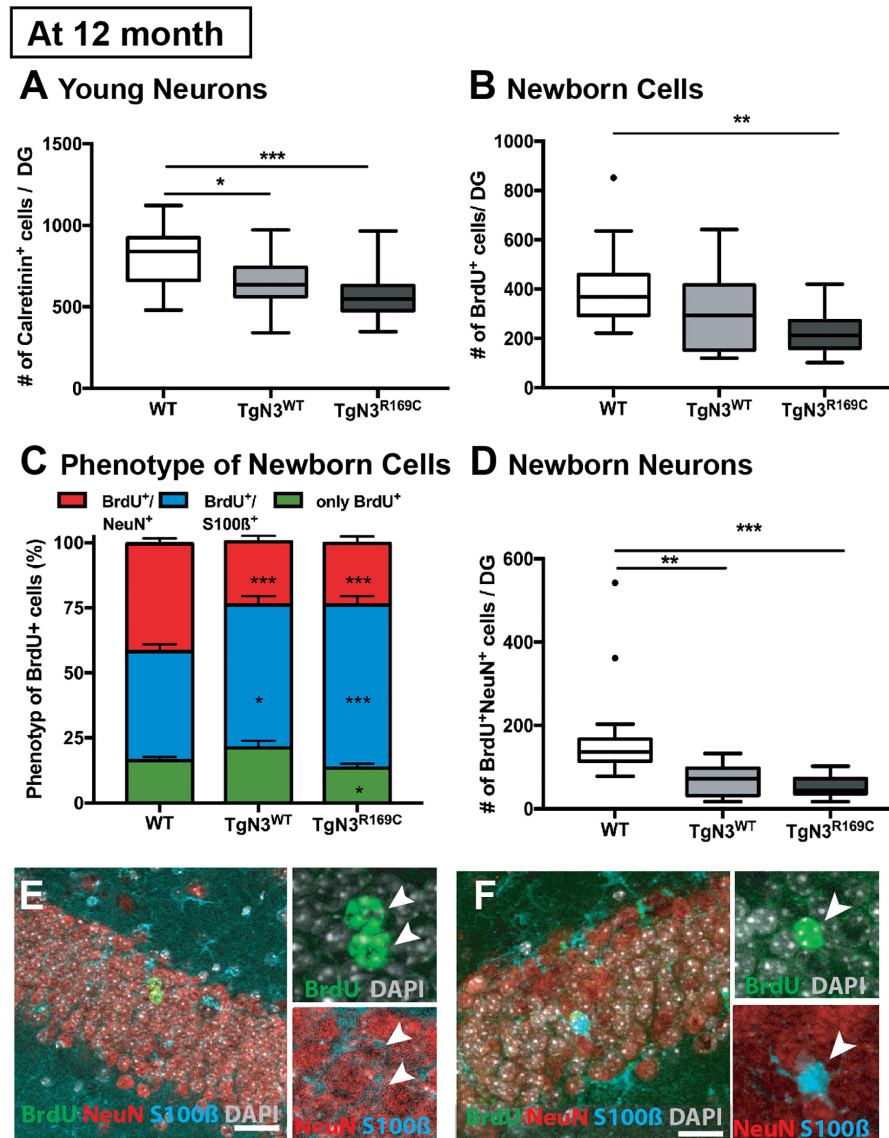 At 12 month
A Young Neurons
# of Calretinin⁺ cells / DG
1500
1000
500
0
***
*
WT
TgN3ᵂᵀ
TgN3ᴿ¹⁶⁹ᶜ
B Newborn Cells
# of BrdU⁺ cells/ DG
1000
800
600
400
200
0
**
WT
TgN3ᵂᵀ
TgN3ᴿ¹⁶⁹ᶜ
C Phenotype of Newborn Cells
BrdU⁺/ NeuN⁺
BrdU⁺/ S100ß⁺
only BrdU⁺
Phenotyp of BrdU+ cells (%)
100
75
50
25
0
*** ***
* ***
*
WT
TgN3ᵂᵀ
TgN3ᴿ¹⁶⁹ᶜ
D Newborn Neurons
# of BrdU⁺NeuN⁺ cells / DG
600
400
200
0
***
**
WT
TgN3ᵂᵀ
TgN3ᴿ¹⁶⁹ᶜ
E
BrdU NeuN S100ß DAPI
BrdU DAPI
NeuN S100ß
F
BrdU NeuN S100ß DAPI
BrdU DAPI
NeuN S100ß